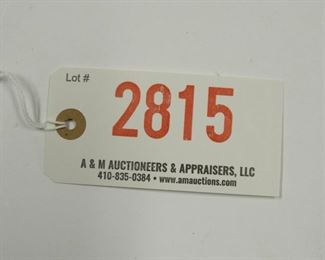 Lot #
2815
A & M AUCTIONEERS & APPRAISERS, LLC
410-835-0384 • www.amauctions.com